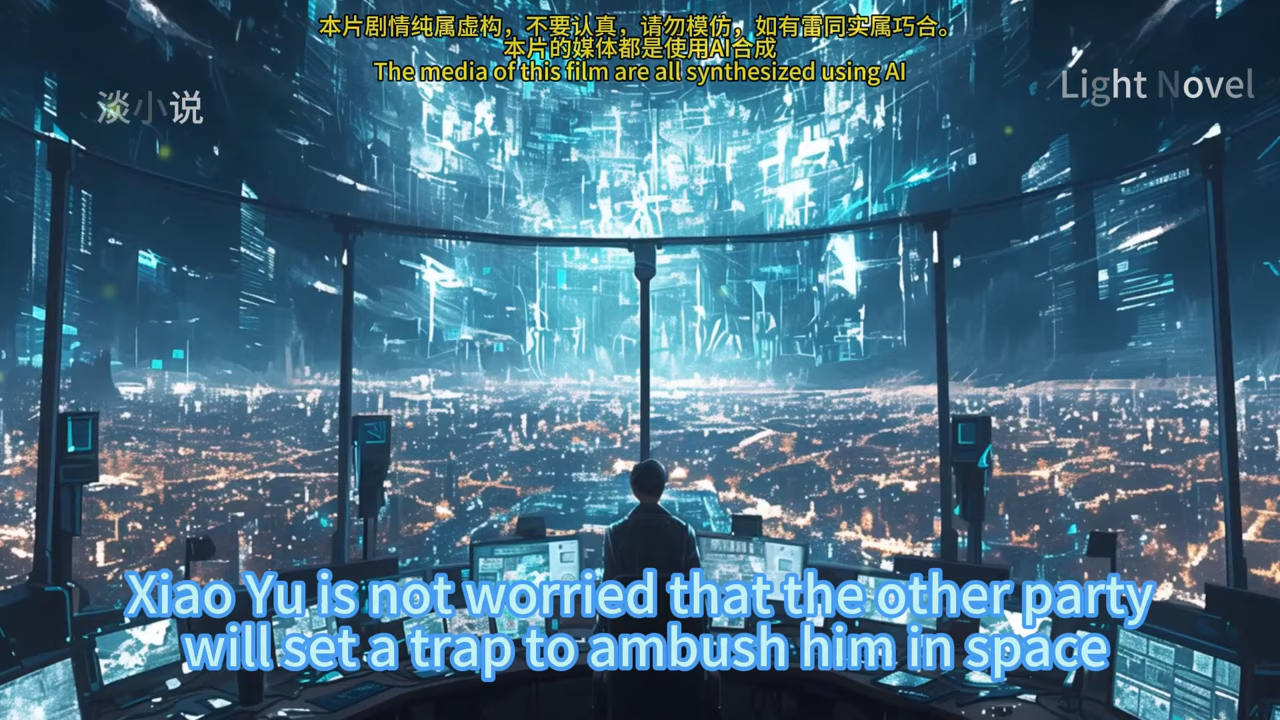 本片剧情纯属虚构，不要认真，请勿模仿，如有雷同实属巧合。
本片的媒体都是使用AI合成
The media of this film are all synthesized using AI
Light Novel
淡小说
Xiao Yu is not worried that the other party
will set a trap to ambush him in space